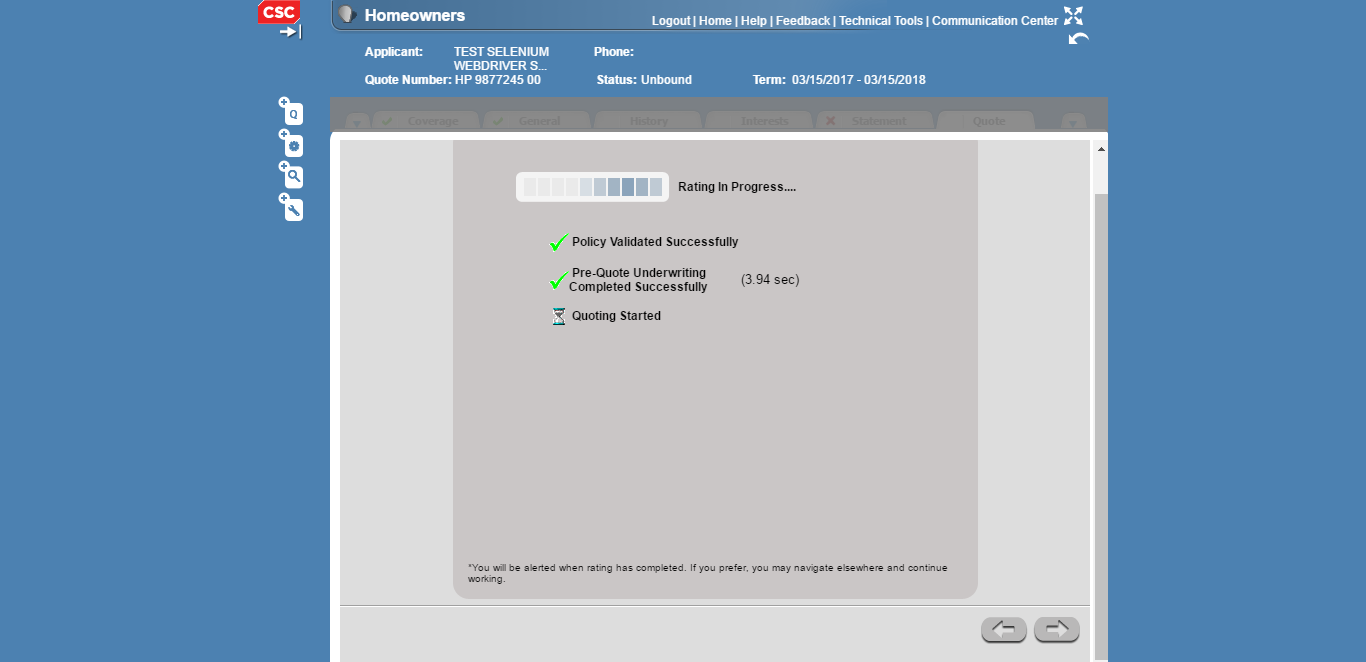 CSC
Homeowners
Logout | Home | Help | Feedback | Technical Tools | Communication Center
Applicant: TEST SELENIUM WEBDRIVER S... Phone:
Quote Number: HP 9877245 00 Status: Unbound Term: 03/15/2017 - 03/15/2018
Q
Coverage General History Interests Statement Quote
Rating In Progress....
Policy Validated Successfully
Pre-Quote Underwriting
Completed Successfully (3.94 sec)
Quoting Started
*You will be alerted when rating has completed. If you prefer, you may navigate elsewhere and continue
working.